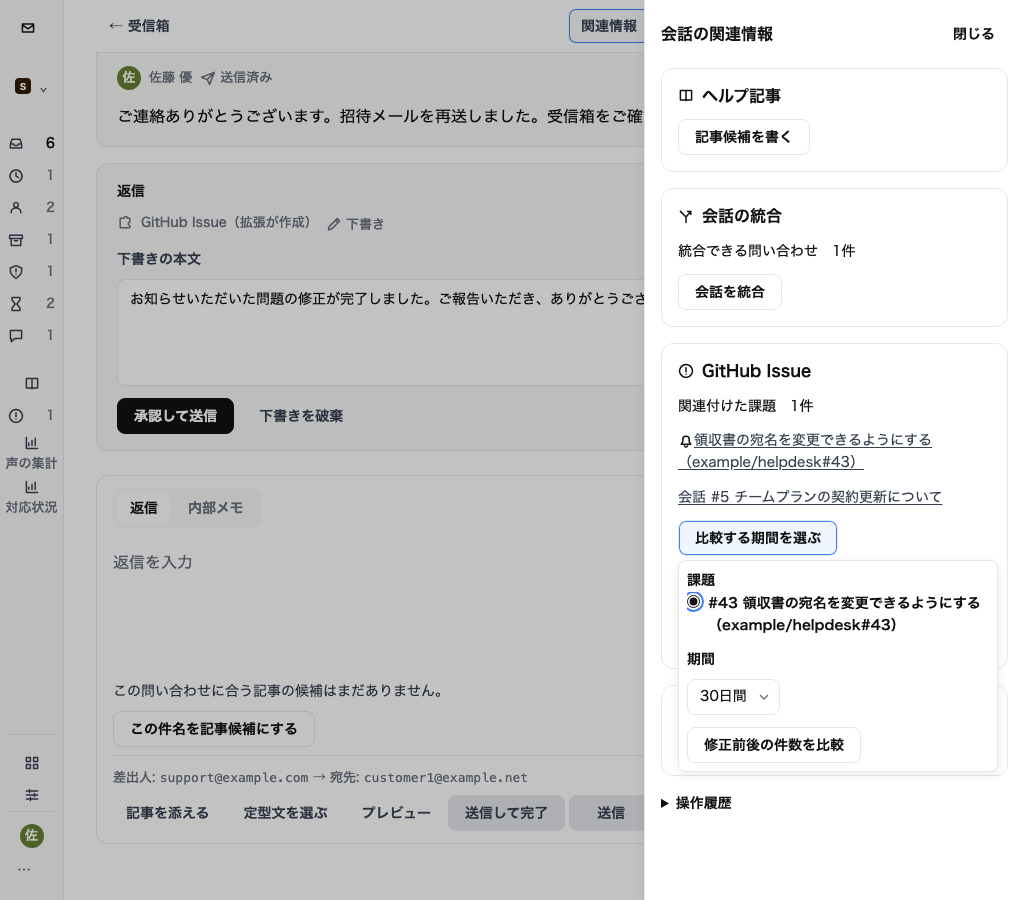 S
6
1
2
1
1
2
1
1
声の集計
対応状況
佐
…
← 受信箱
関連情報
佐 佐藤 優 送信済み
ご連絡ありがとうございます。招待メールを再送しました。受信箱をご確
返信
GitHub Issue（拡張が作成） 下書き
下書きの本文
お知らせいただいた問題の修正が完了しました。ご報告いただき、ありがとうござ
承認して送信 下書きを破棄
返信 内部メモ
返信を入力
この問い合わせに合う記事の候補はまだありません。
この件名を記事候補にする
差出人: support@example.com → 宛先: customer1@example.net
記事を添える 定型文を選ぶ プレビュー 送信して完了 送信
会話の関連情報 閉じる
ヘルプ記事
記事候補を書く
会話の統合
統合できる問い合わせ 1件
会話を統合
GitHub Issue
関連付けた課題 1件
領収書の宛名を変更できるようにする
（example/helpdesk#43）
会話 #5 チームプランの契約更新について
比較する期間を選ぶ
課題
#43 領収書の宛名を変更できるようにする
（example/helpdesk#43）
期間
30日間
修正前後の件数を比較
▶ 操作履歴